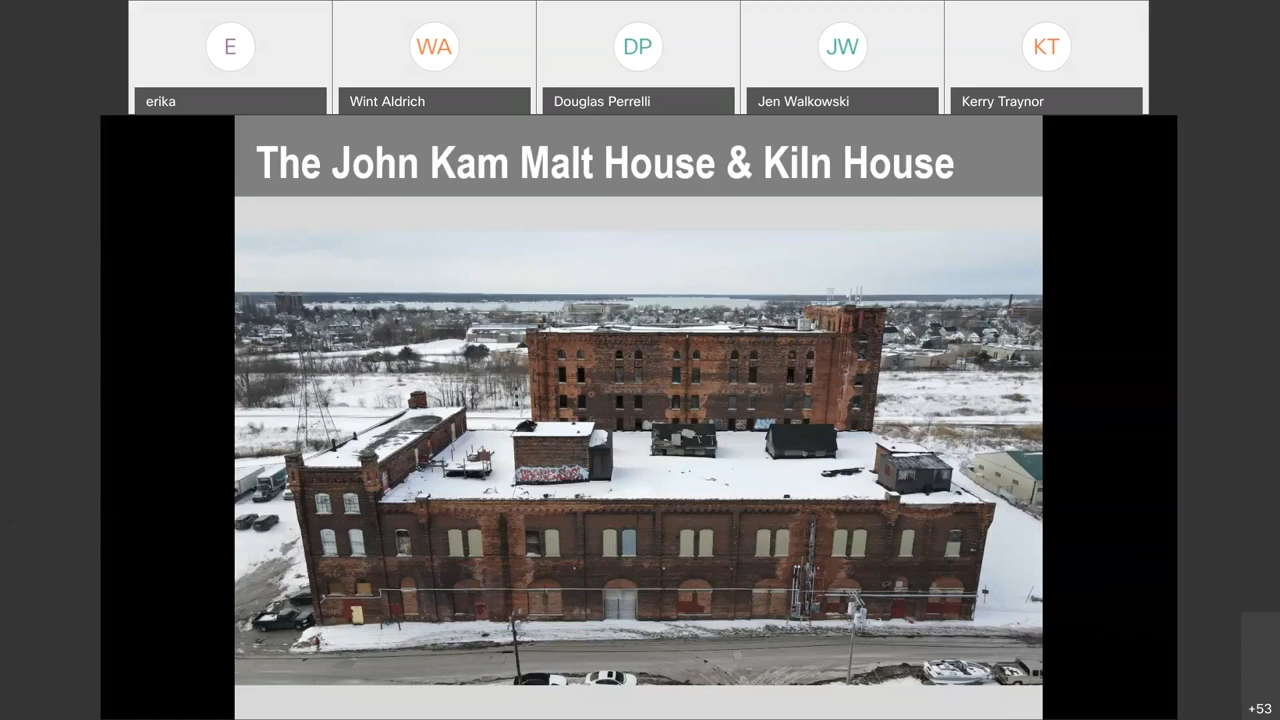 E
WA
DP
JW
KT
erika
Wint Aldrich
Douglas Perrelli
Jen Walkowski
Kerry Traynor
The John Kam Malt House & Kiln House
+53